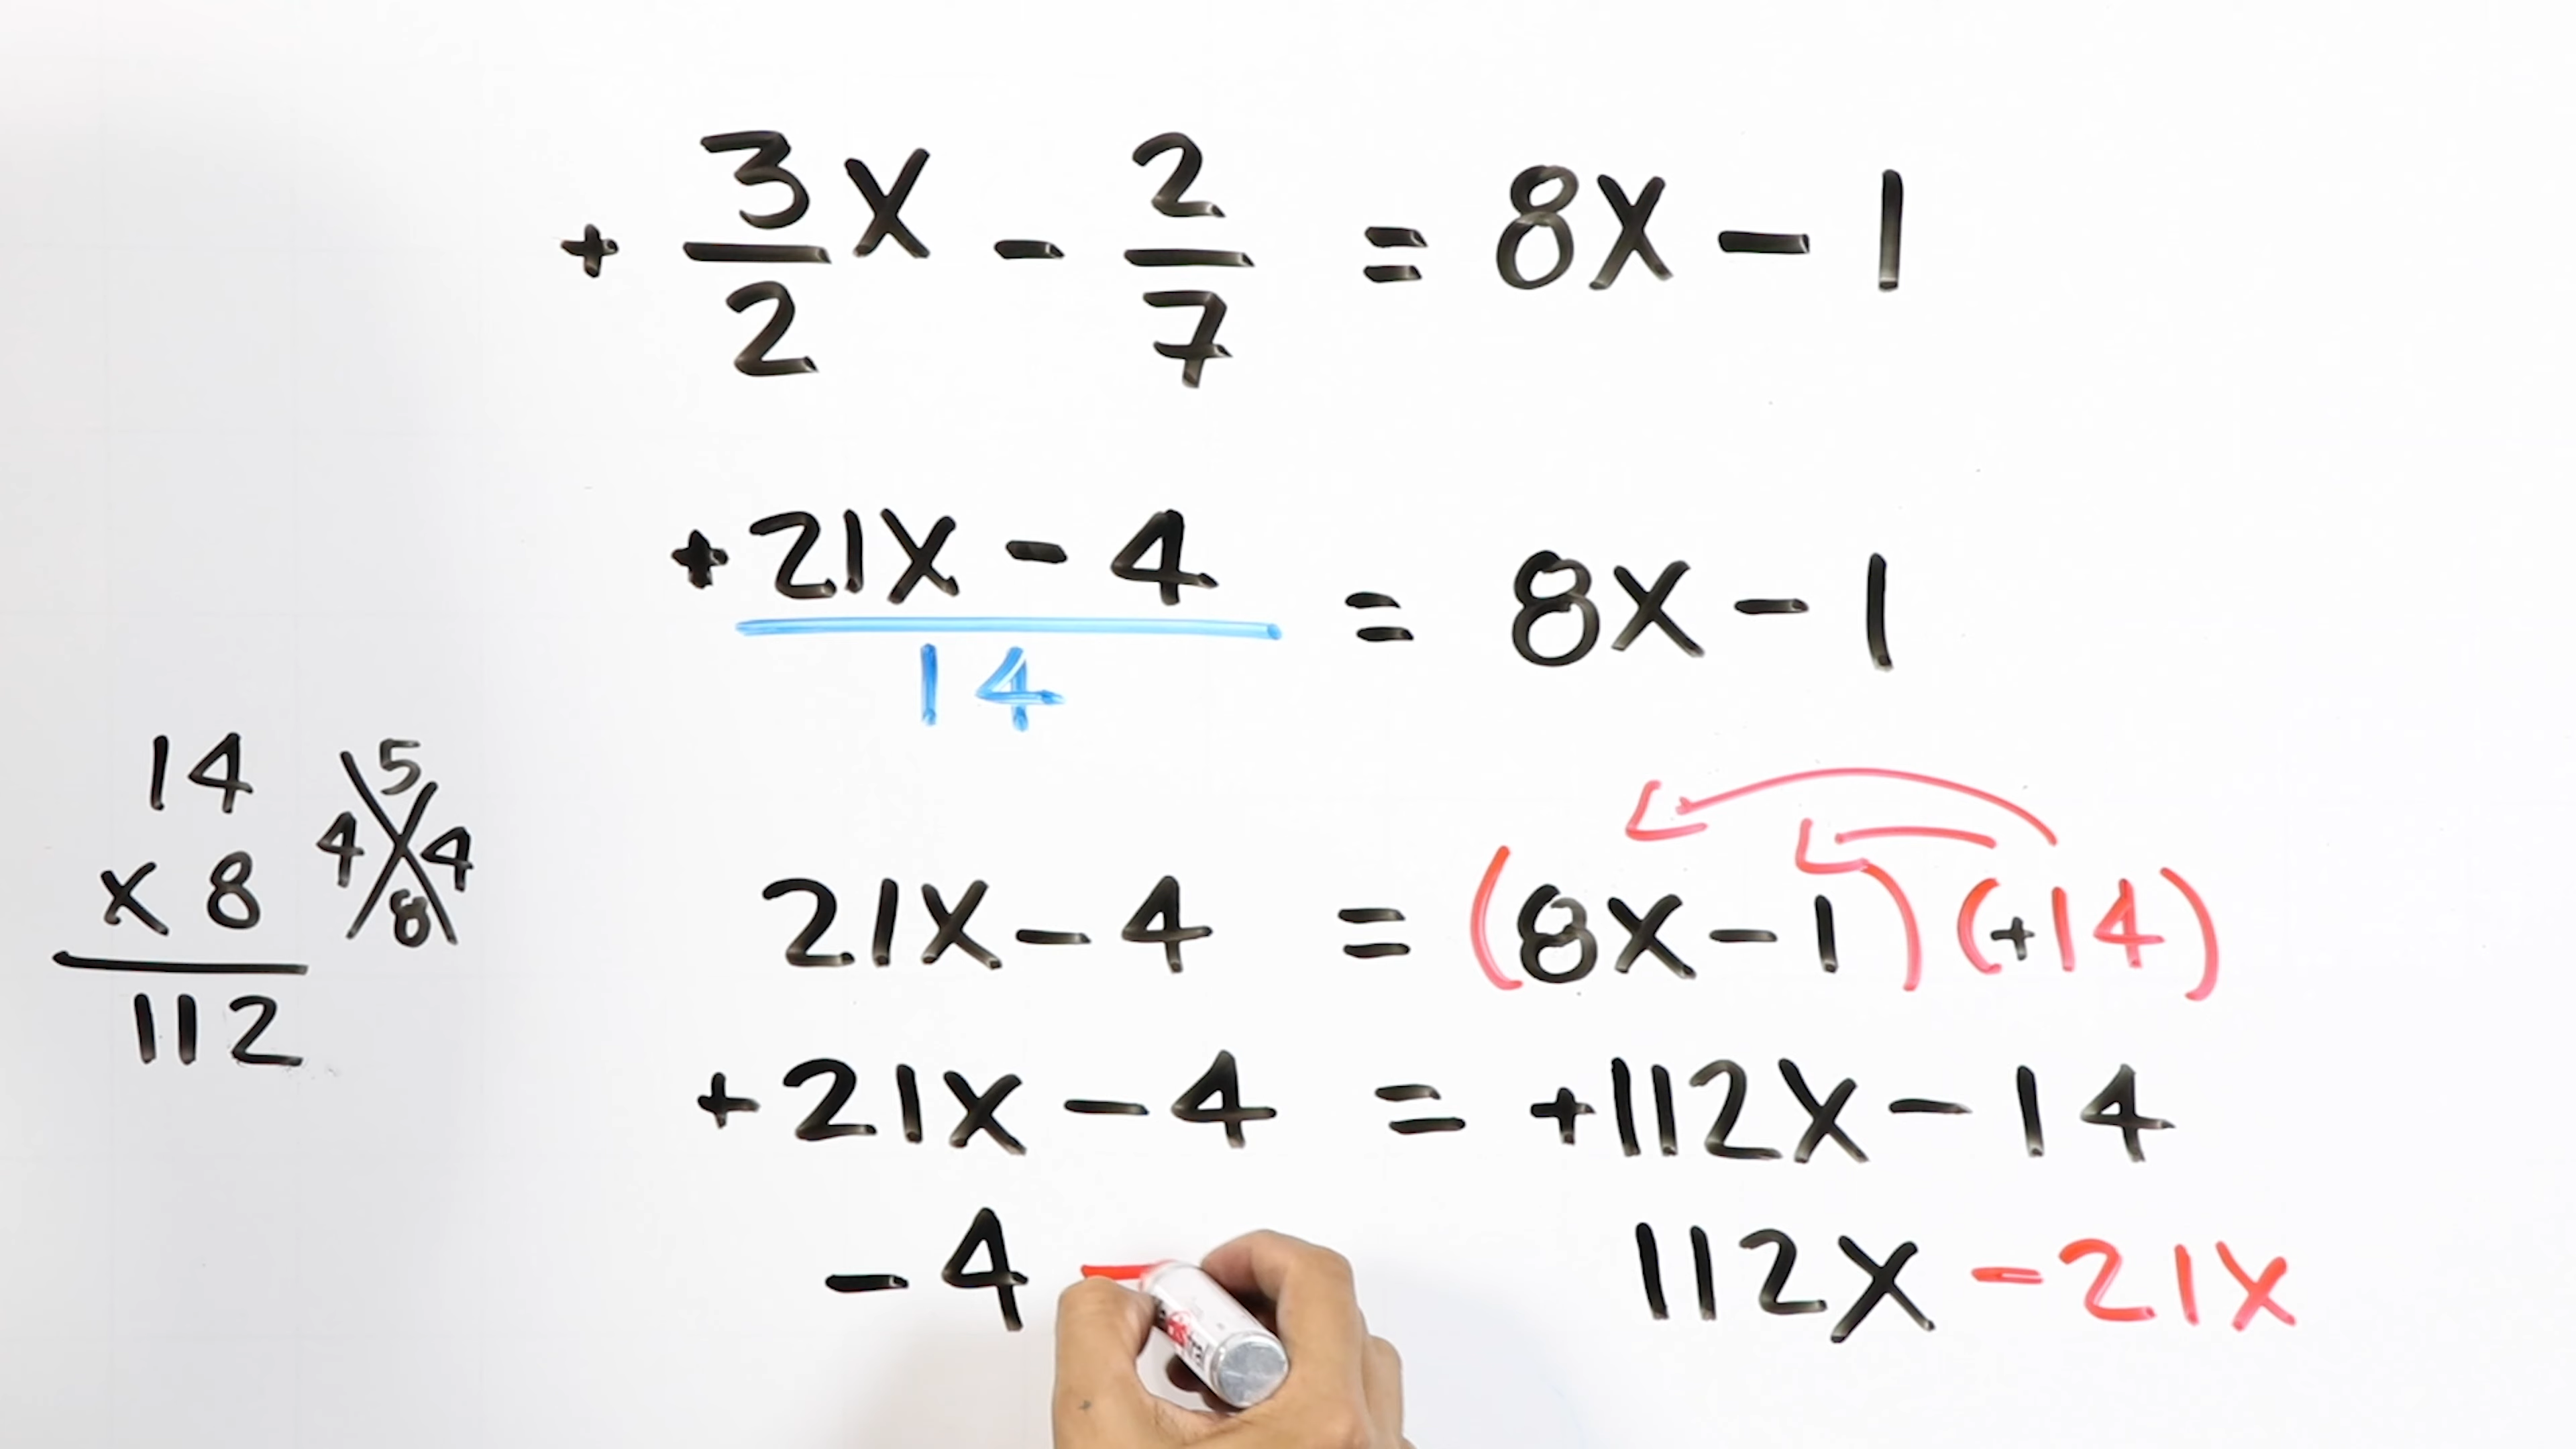 + 3/2 x - 2/7 = 8x - 1
+21x - 4 / 14 = 8x - 1
14
x 8
112
5
4 4
8
21x - 4 = (8x - 1)(+14)
+21x - 4 = +112x - 14
-4 - 112x - 21x